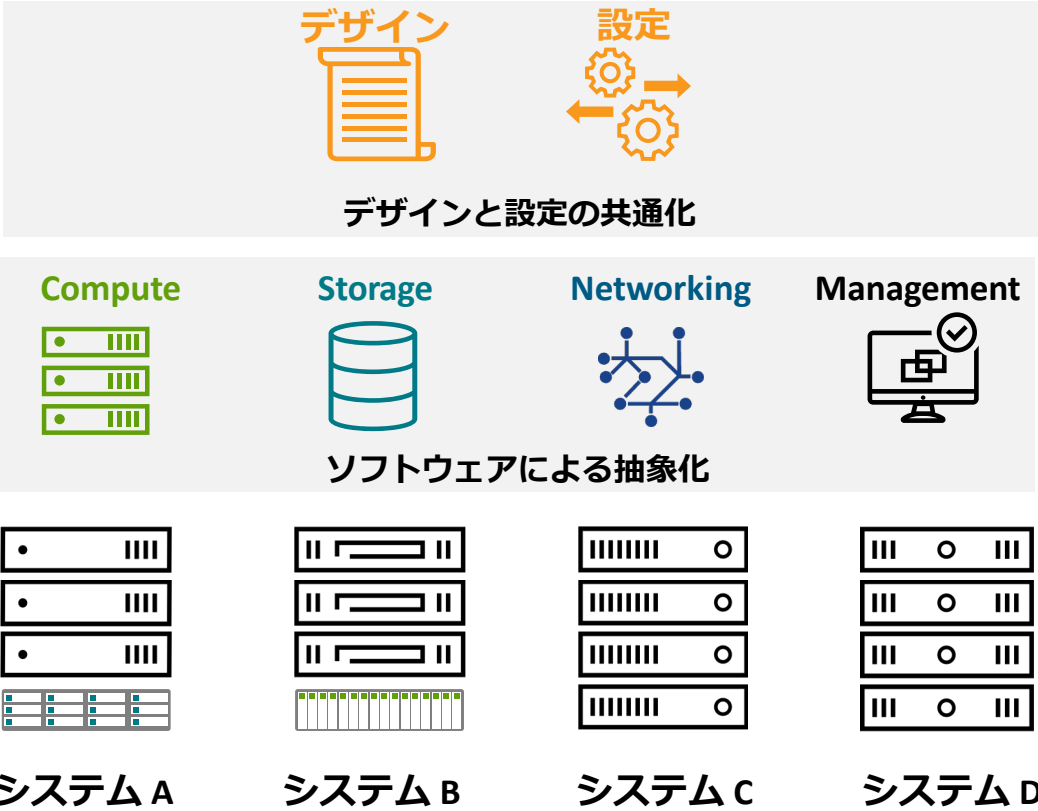 デザイン 設定
デザインと設定の共通化
Compute Storage Networking Management
ソフトウェアによる抽象化
システム A システム B システム C システム D